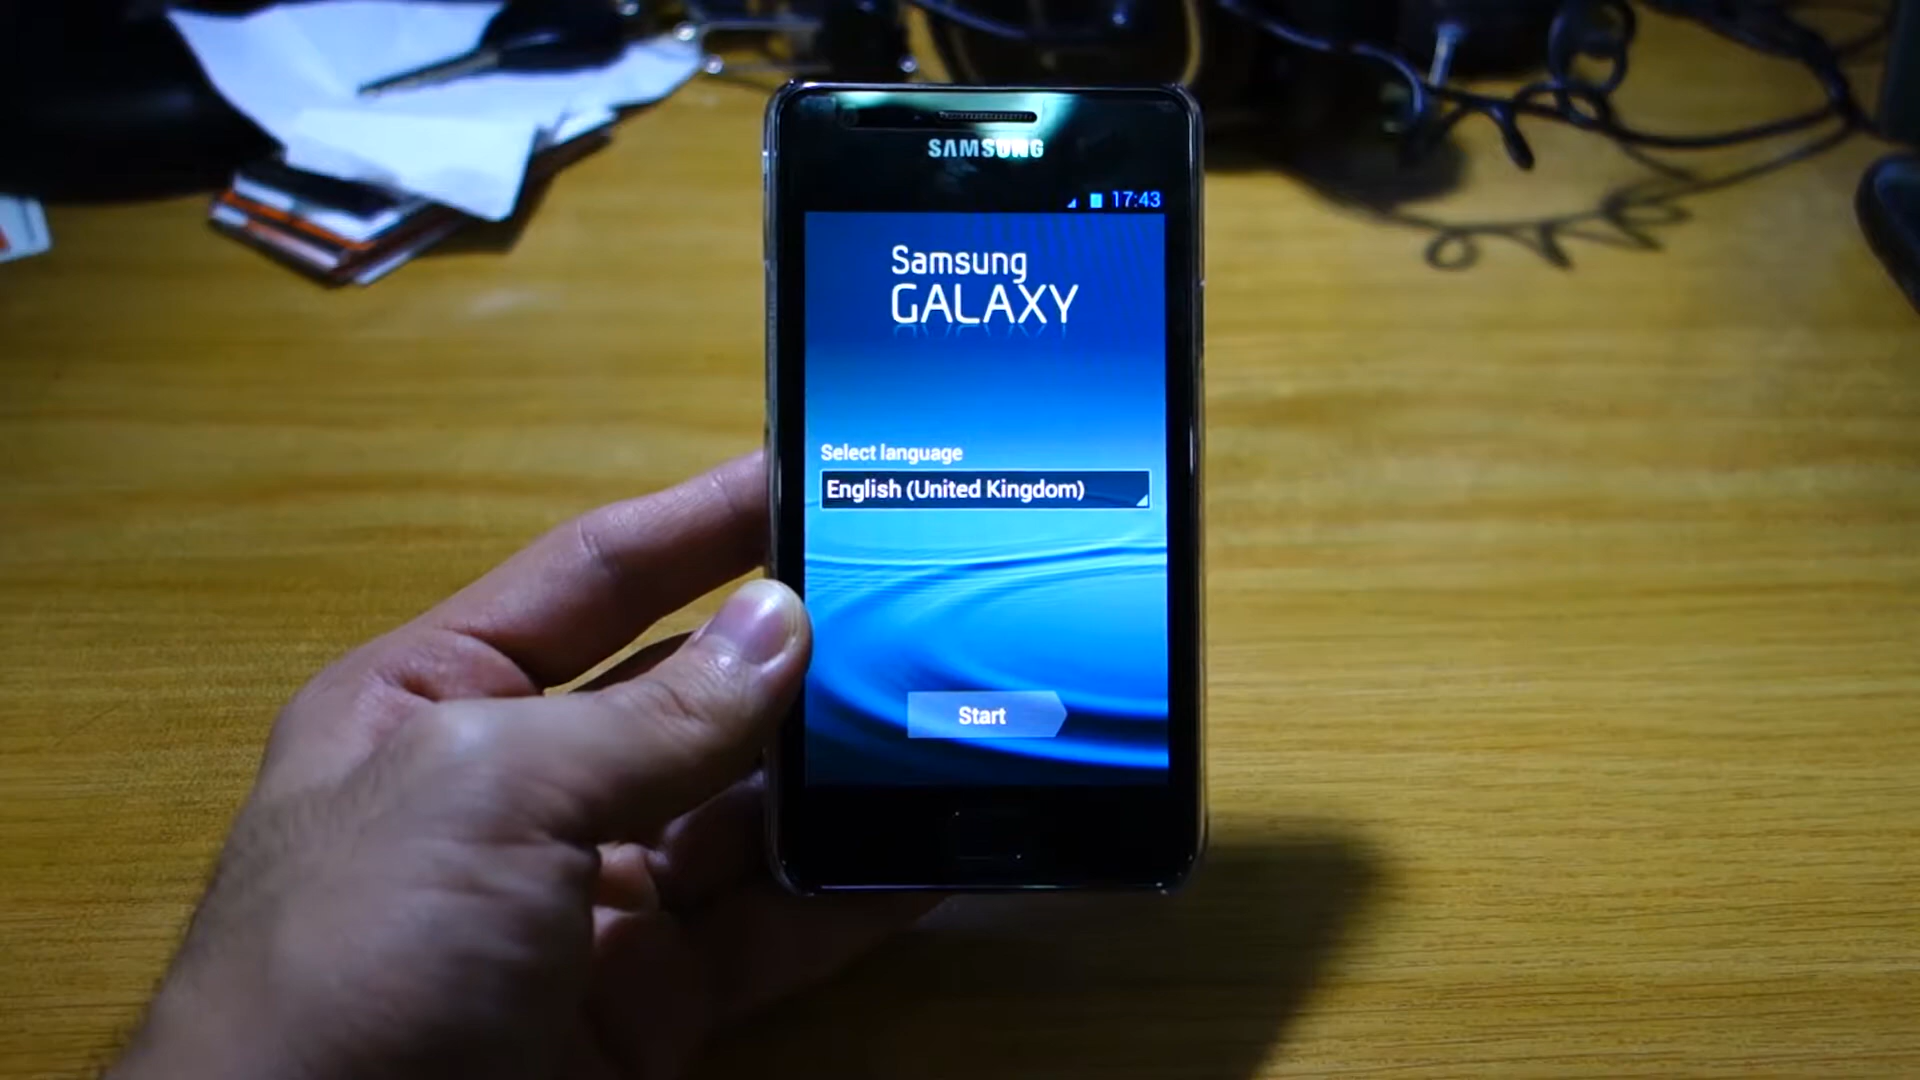 SAMSUNG
17:43
Samsung
GALAXY
Select language
English (United Kingdom)
Start